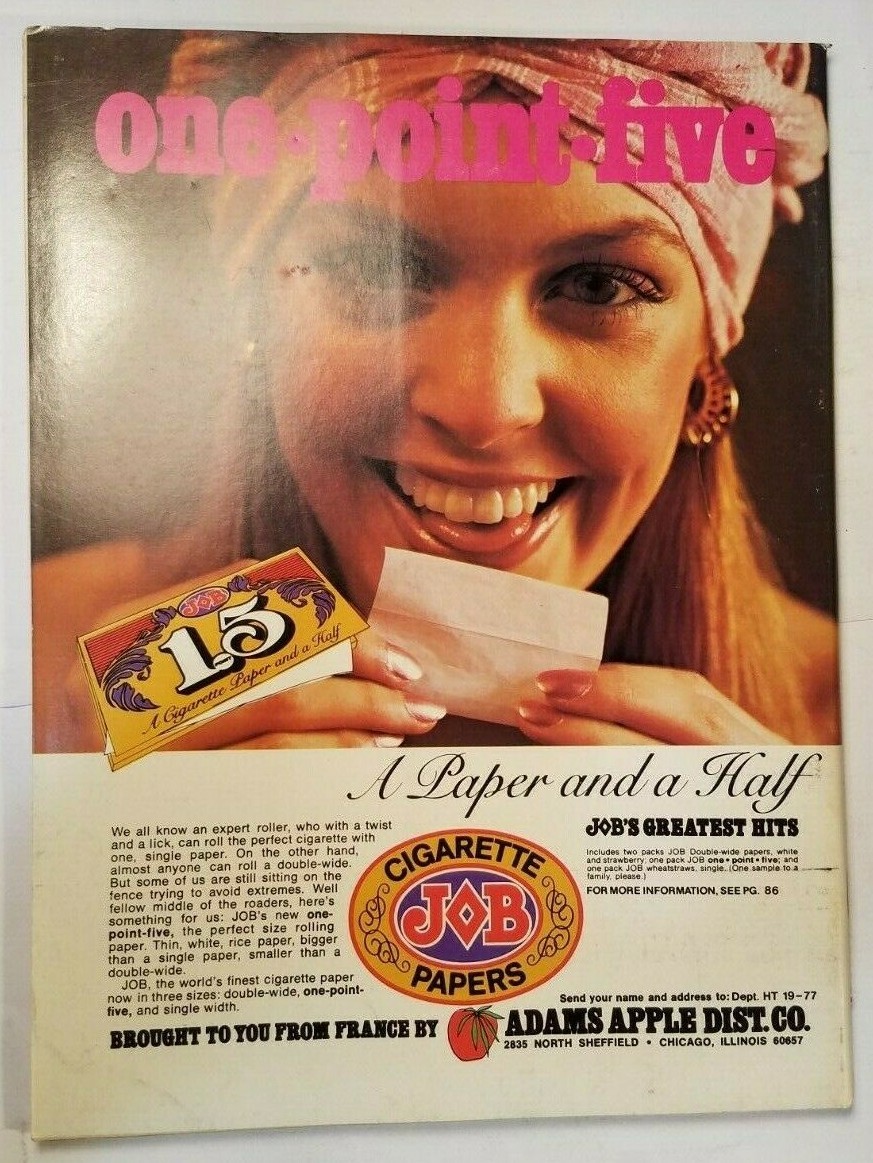 one•point•five
JOB
1.5
A Cigarette Paper and a Half
A Paper and a Half
We all know an expert roller, who with a twist
and a lick, can roll the perfect cigarette with
one, single paper. On the other hand,
almost anyone can roll a double-wide.
But some of us are still sitting on the
fence trying to avoid extremes. Well
fellow middle of the roaders, here's
something for us: JOB's new one-
point-five, the perfect size rolling
paper. Thin, white, rice paper, bigger
than a single paper, smaller than a
double-wide.
JOB, the world's finest cigarette paper
now in three sizes: double-wide, one-point-
five, and single width.
CIGARETTE
JOB
PAPERS
JOB'S GREATEST HITS
Includes two packs JOB Double-wide papers, white
and strawberry; one pack JOB one•point•five; and
one pack JOB wheatstraws, single. (One sample to a
family, please.)
FOR MORE INFORMATION, SEE PG. 86
Send your name and address to: Dept. HT 19-77
BROUGHT TO YOU FROM FRANCE BY
ADAMS APPLE DIST. CO.
2835 NORTH SHEFFIELD • CHICAGO, ILLINOIS 60657